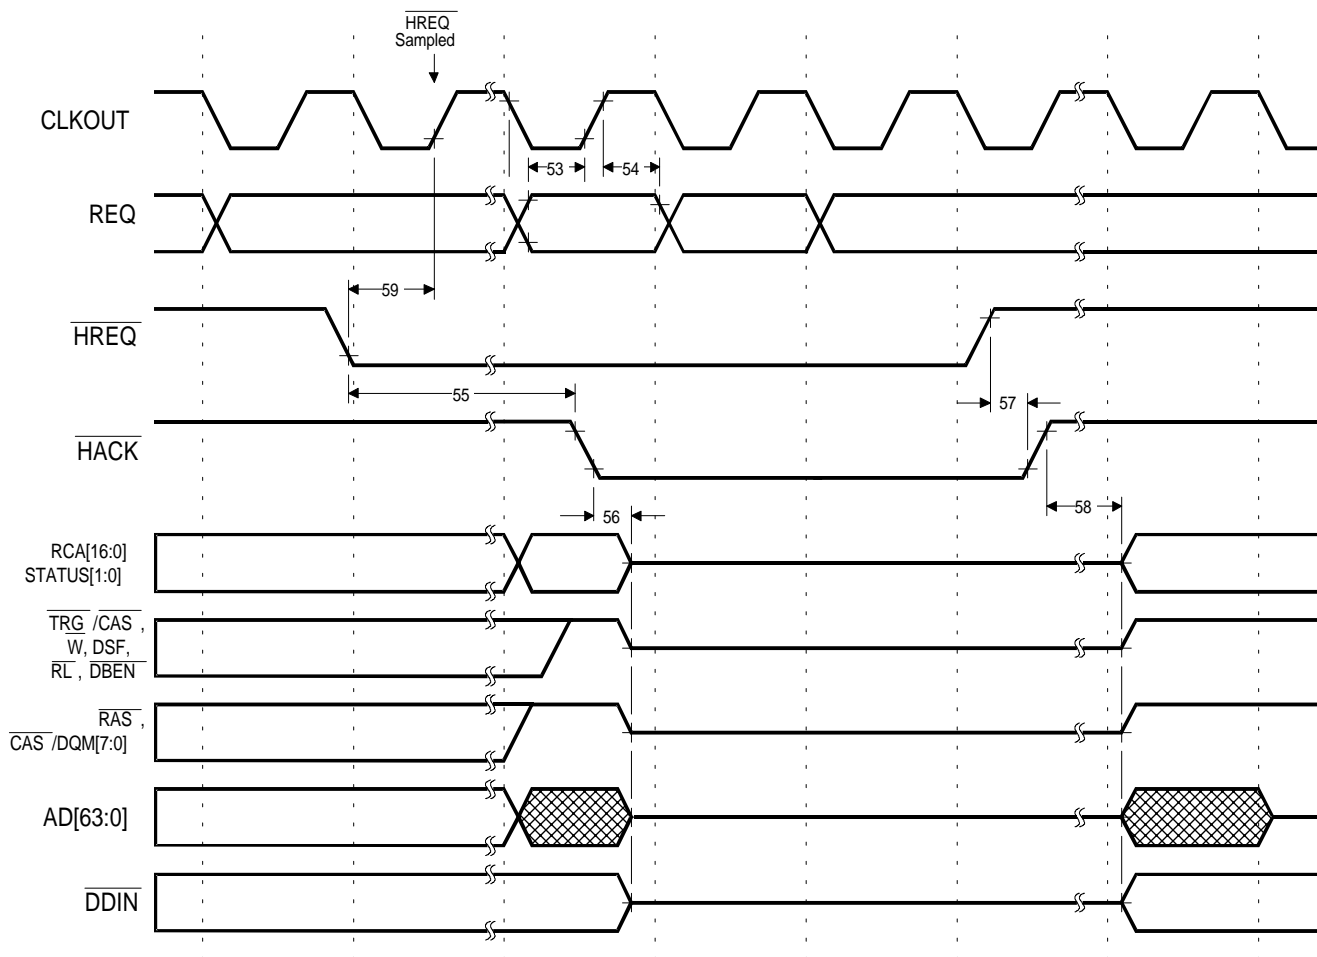 HREQ
Sampled
CLKOUT
53
54
REQ
59
HREQ
55
57
HACK
56
58
RCA[16:0]
STATUS[1:0]
TRG /CAS ,
W, DSF,
RL , DBEN
RAS ,
CAS /DQM[7:0]
AD[63:0]
DDIN